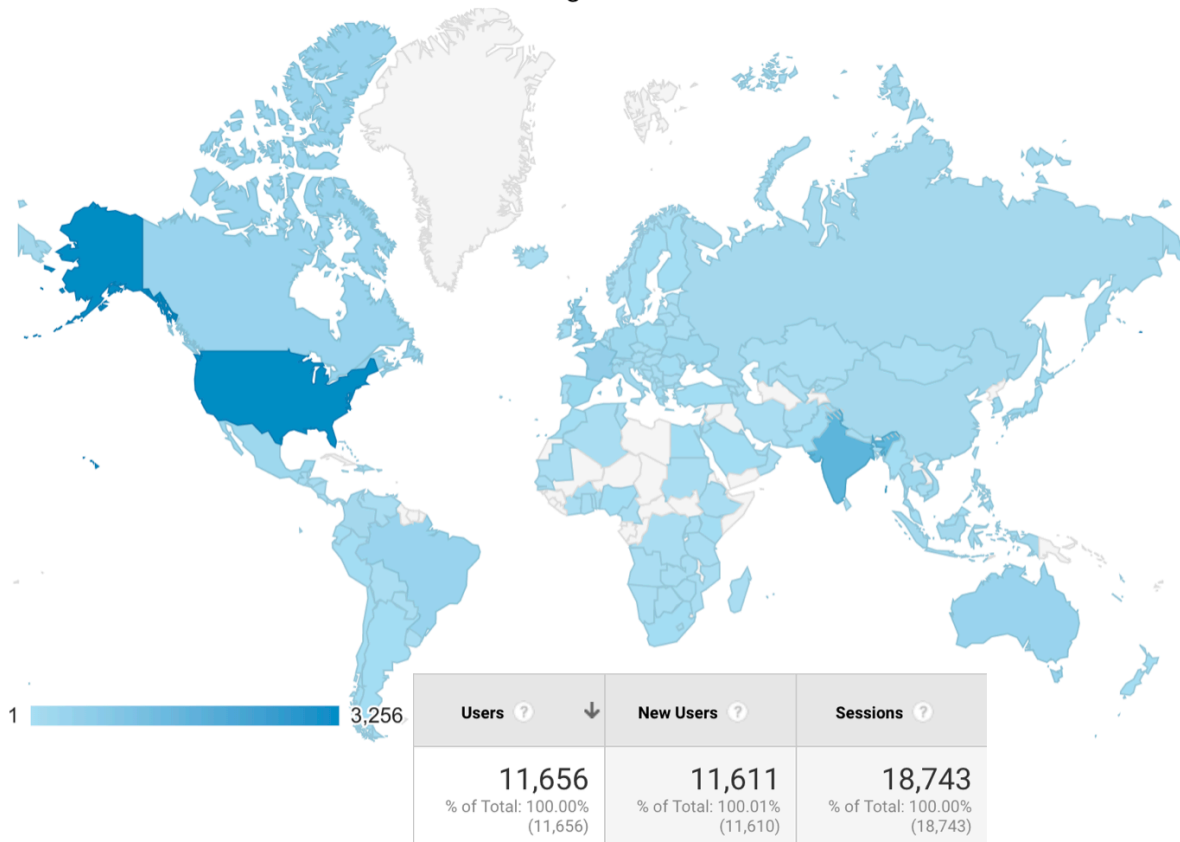 1
3,256
Users ?
New Users ?
Sessions ?
11,656
% of Total: 100.00%
(11,656)
11,611
% of Total: 100.01%
(11,610)
18,743
% of Total: 100.00%
(18,743)